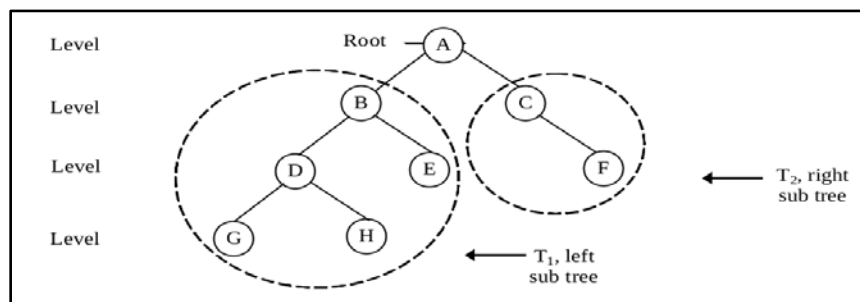 Level Root A
Level B C
Level D E F T2, right
sub tree
Level G H T1, left
sub tree